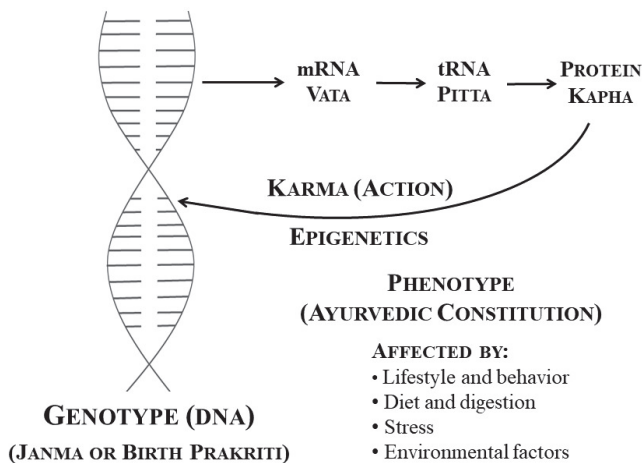 mRNA
VATA
tRNA
PITTA
PROTEIN
KAPHA
KARMA (ACTION)
EPIGENETICS
PHENOTYPE
(AYURVEDIC CONSTITUTION)
AFFECTED BY:
• Lifestyle and behavior
• Diet and digestion
• Stress
• Environmental factors
GENOTYPE (DNA)
(JANMA OR BIRTH PRAKRITI)